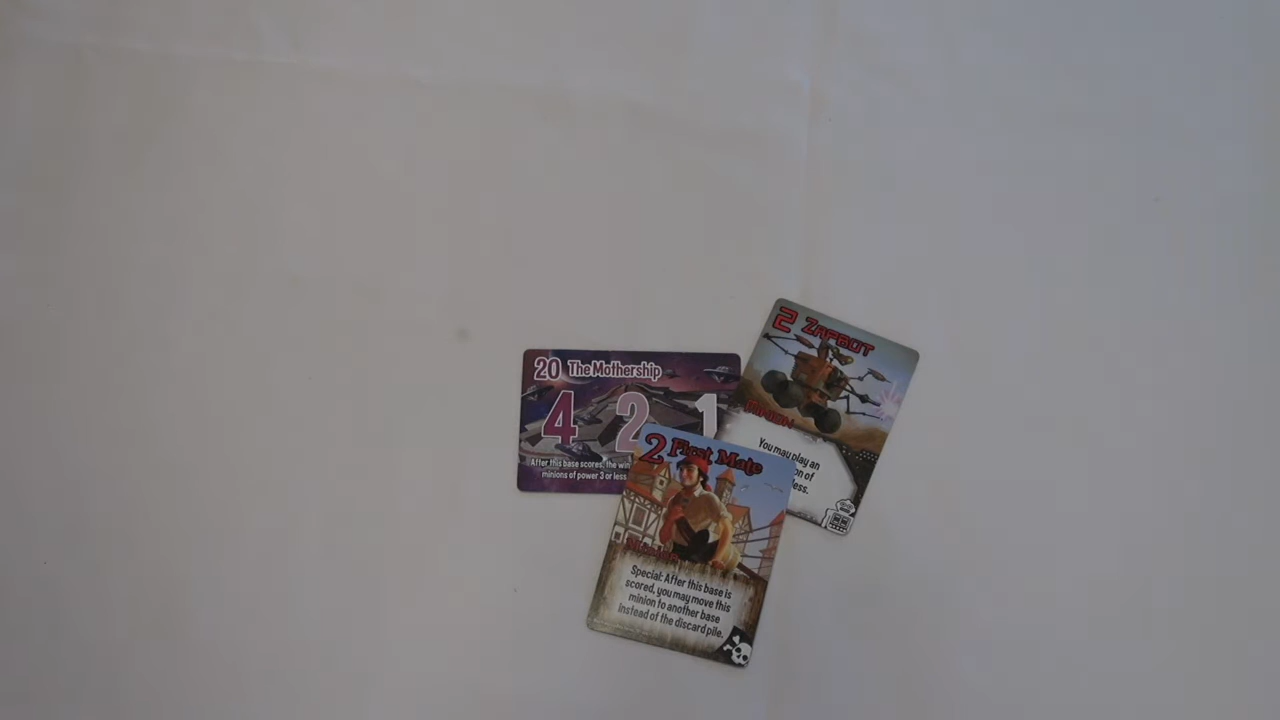 20 The Mothership
4 2 1
After this base scores, the win
minions of power 3 or less
2 Zapbot
Minion
You may play an
on of
less.
2 First Mate
Minion
Special: After this base is
scored, you may move this
minion to another base
instead of the discard pile.